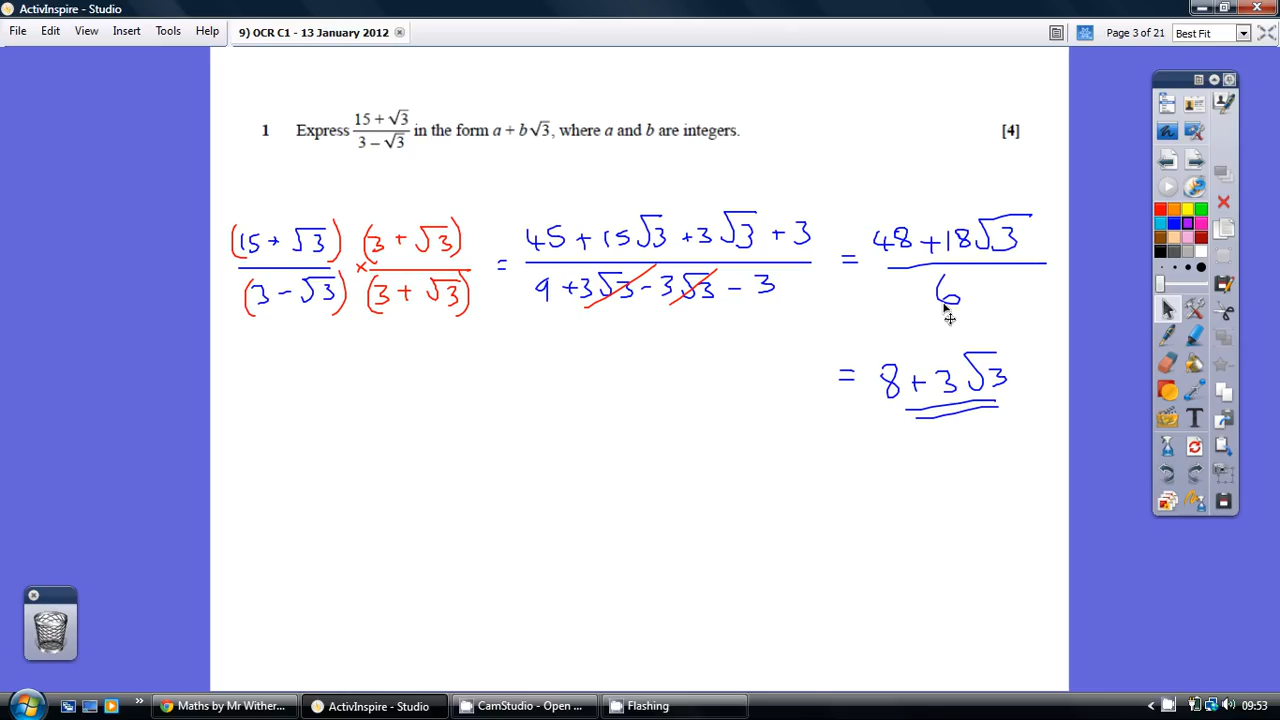 ActivInspire - Studio
File Edit View Insert Tools Help
9) OCR C1 - 13 January 2012
Page 3 of 21
Best Fit
1 Express (15 + √3)/(3 – √3) in the form a + b√3, where a and b are integers. [4]
(15 + √3)/(3 - √3) × (3 + √3)/(3 + √3) = (45 + 15√3 + 3√3 + 3)/(9 + 3√3 - 3√3 - 3) = (48 + 18√3)/6
= 8 + 3√3
T
» Maths by Mr Wither... ActivInspire - Studio CamStudio - Open ... Flashing < 09:53